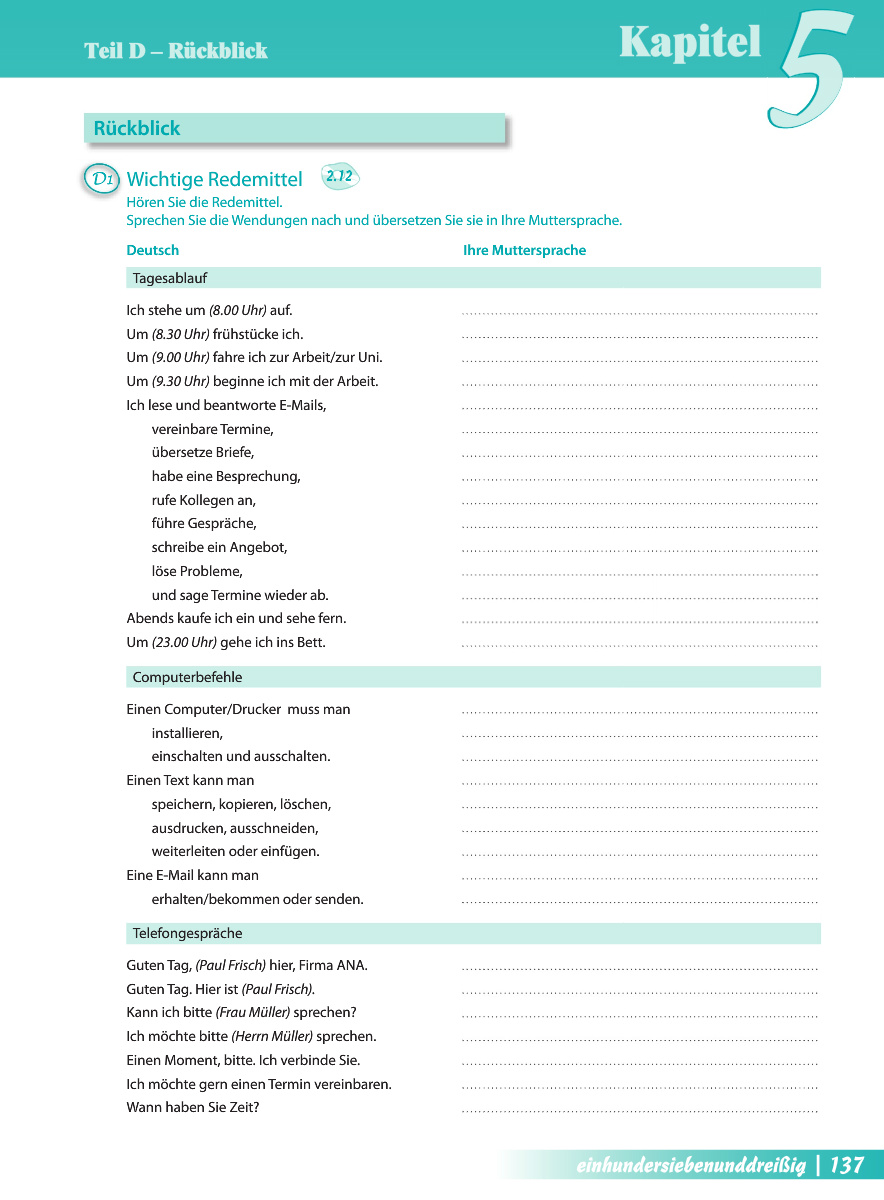 Teil D – Rückblick
Kapitel 5
Rückblick
D1 Wichtige Redemittel 2.12
Hören Sie die Redemittel.
Sprechen Sie die Wendungen nach und übersetzen Sie sie in Ihre Muttersprache.
Deutsch Ihre Muttersprache
Tagesablauf
Ich stehe um (8.00 Uhr) auf.
Um (8.30 Uhr) frühstücke ich.
Um (9.00 Uhr) fahre ich zur Arbeit/zur Uni.
Um (9.30 Uhr) beginne ich mit der Arbeit.
Ich lese und beantworte E-Mails,
vereinbare Termine,
übersetze Briefe,
habe eine Besprechung,
rufe Kollegen an,
führe Gespräche,
schreibe ein Angebot,
löse Probleme,
und sage Termine wieder ab.
Abends kaufe ich ein und sehe fern.
Um (23.00 Uhr) gehe ich ins Bett.
Computerbefehle
Einen Computer/Drucker muss man
installieren,
einschalten und ausschalten.
Einen Text kann man
speichern, kopieren, löschen,
ausdrucken, ausschneiden,
weiterleiten oder einfügen.
Eine E-Mail kann man
erhalten/bekommen oder senden.
Telefongespräche
Guten Tag, (Paul Frisch) hier, Firma ANA.
Guten Tag. Hier ist (Paul Frisch).
Kann ich bitte (Frau Müller) sprechen?
Ich möchte bitte (Herrn Müller) sprechen.
Einen Moment, bitte. Ich verbinde Sie.
Ich möchte gern einen Termin vereinbaren.
Wann haben Sie Zeit?
einhundersiebenunddreißig | 137